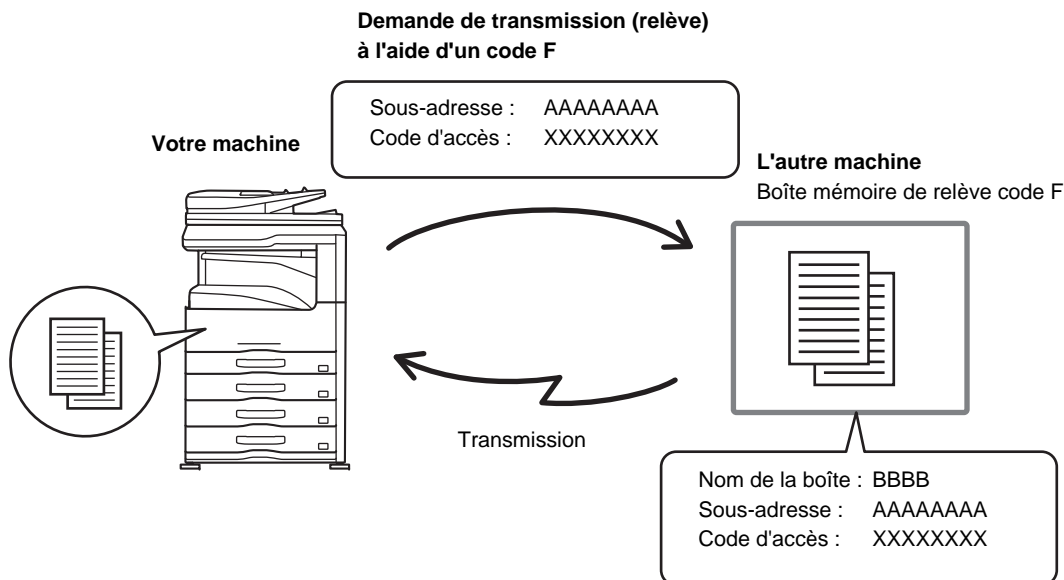 Demande de transmission (relève)
à l'aide d'un code F
Sous-adresse : AAAAAAAA
Code d'accès : XXXXXXXX
Votre machine
L'autre machine
Boîte mémoire de relève code F
Transmission
Nom de la boîte : BBBB
Sous-adresse : AAAAAAAA
Code d'accès : XXXXXXXX